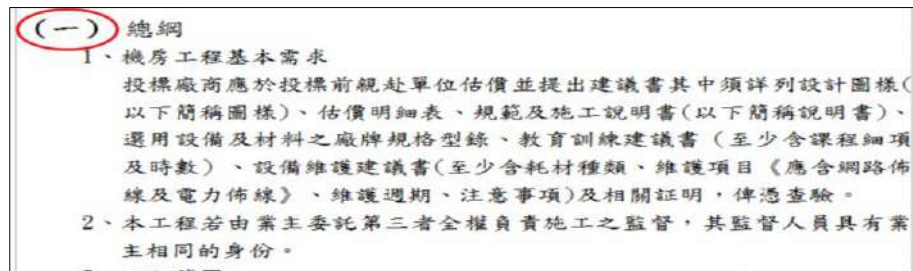 (一) 總綱
1、機房工程基本需求
投標廠商應於投標前親赴單位估價並提出建議書其中須詳列設計圖樣(
以下簡稱圖樣)、估價明細表、規範及施工說明書(以下簡稱說明書)、
選用設備及材料之廠牌規格型錄、教育訓練建議書(至少含課程細項
及時數)、設備維護建議書(至少含耗材種類、維護項目《應含網路佈
線及電力佈線》、維護週期、注意事項)及相關証明,俾憑查驗。
2、本工程若由業主委託第三者全權負責施工之監督,其監督人員具有業
主相同的身份。